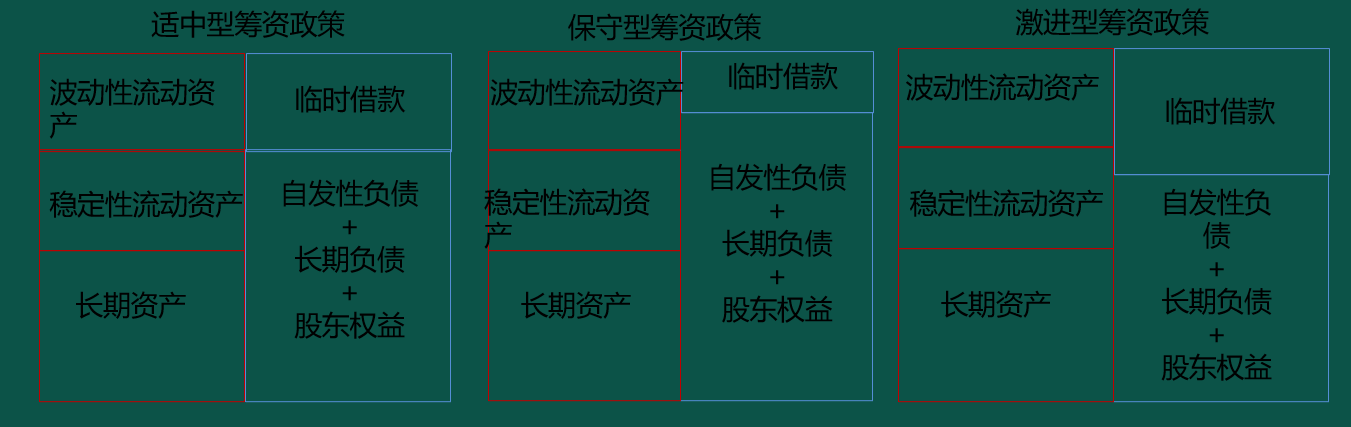 适中型筹资政策
波动性流动资
产
临时借款
稳定性流动资产
自发性负债
+
长期负债
+
股东权益
长期资产
保守型筹资政策
波动性流动资产
临时借款
稳定性流动资
产
自发性负债
+
长期负债
+
股东权益
长期资产
激进型筹资政策
波动性流动资产
临时借款
稳定性流动资产
自发性负
债
+
长期负债
+
股东权益
长期资产